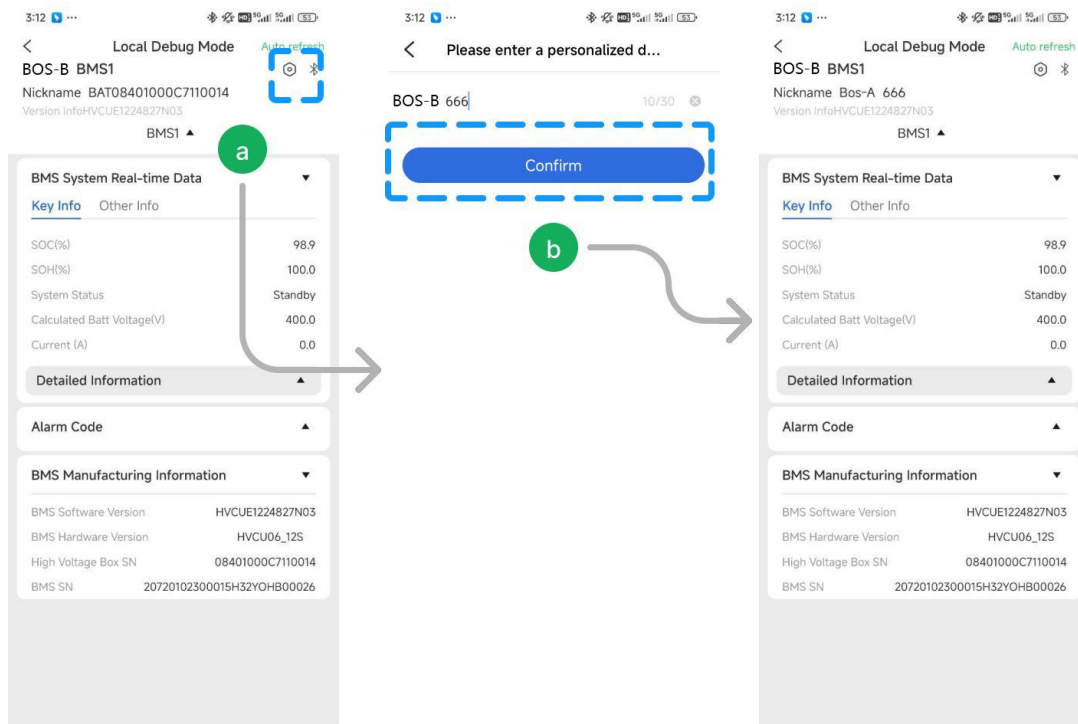 3:12 ···
53
Local Debug Mode Auto refresh
BOS-B BMS1
Nickname BAT08401000C7110014
Version InfoHVCUE1224827N03
BMS1 ▲
a
BMS System Real-time Data ▼
Key Info Other Info
SOC(%) 98.9
SOH(%) 100.0
System Status Standby
Calculated Batt Voltage(V) 400.0
Current (A) 0.0
Detailed Information ▲
Alarm Code ▲
BMS Manufacturing Information ▼
BMS Software Version HVCUE1224827N03
BMS Hardware Version HVCU06_12S
High Voltage Box SN 08401000C7110014
BMS SN 20720102300015H32YOHB00026
3:12 ···
53
Please enter a personalized d...
BOS-B 666 10/30
Confirm
b
3:12 ···
53
Local Debug Mode Auto refresh
BOS-B BMS1
Nickname Bos-A 666
Version InfoHVCUE1224827N03
BMS1 ▲
BMS System Real-time Data ▼
Key Info Other Info
SOC(%) 98.9
SOH(%) 100.0
System Status Standby
Calculated Batt Voltage(V) 400.0
Current (A) 0.0
Detailed Information ▲
Alarm Code ▲
BMS Manufacturing Information ▼
BMS Software Version HVCUE1224827N03
BMS Hardware Version HVCU06_12S
High Voltage Box SN 08401000C7110014
BMS SN 20720102300015H32YOHB00026